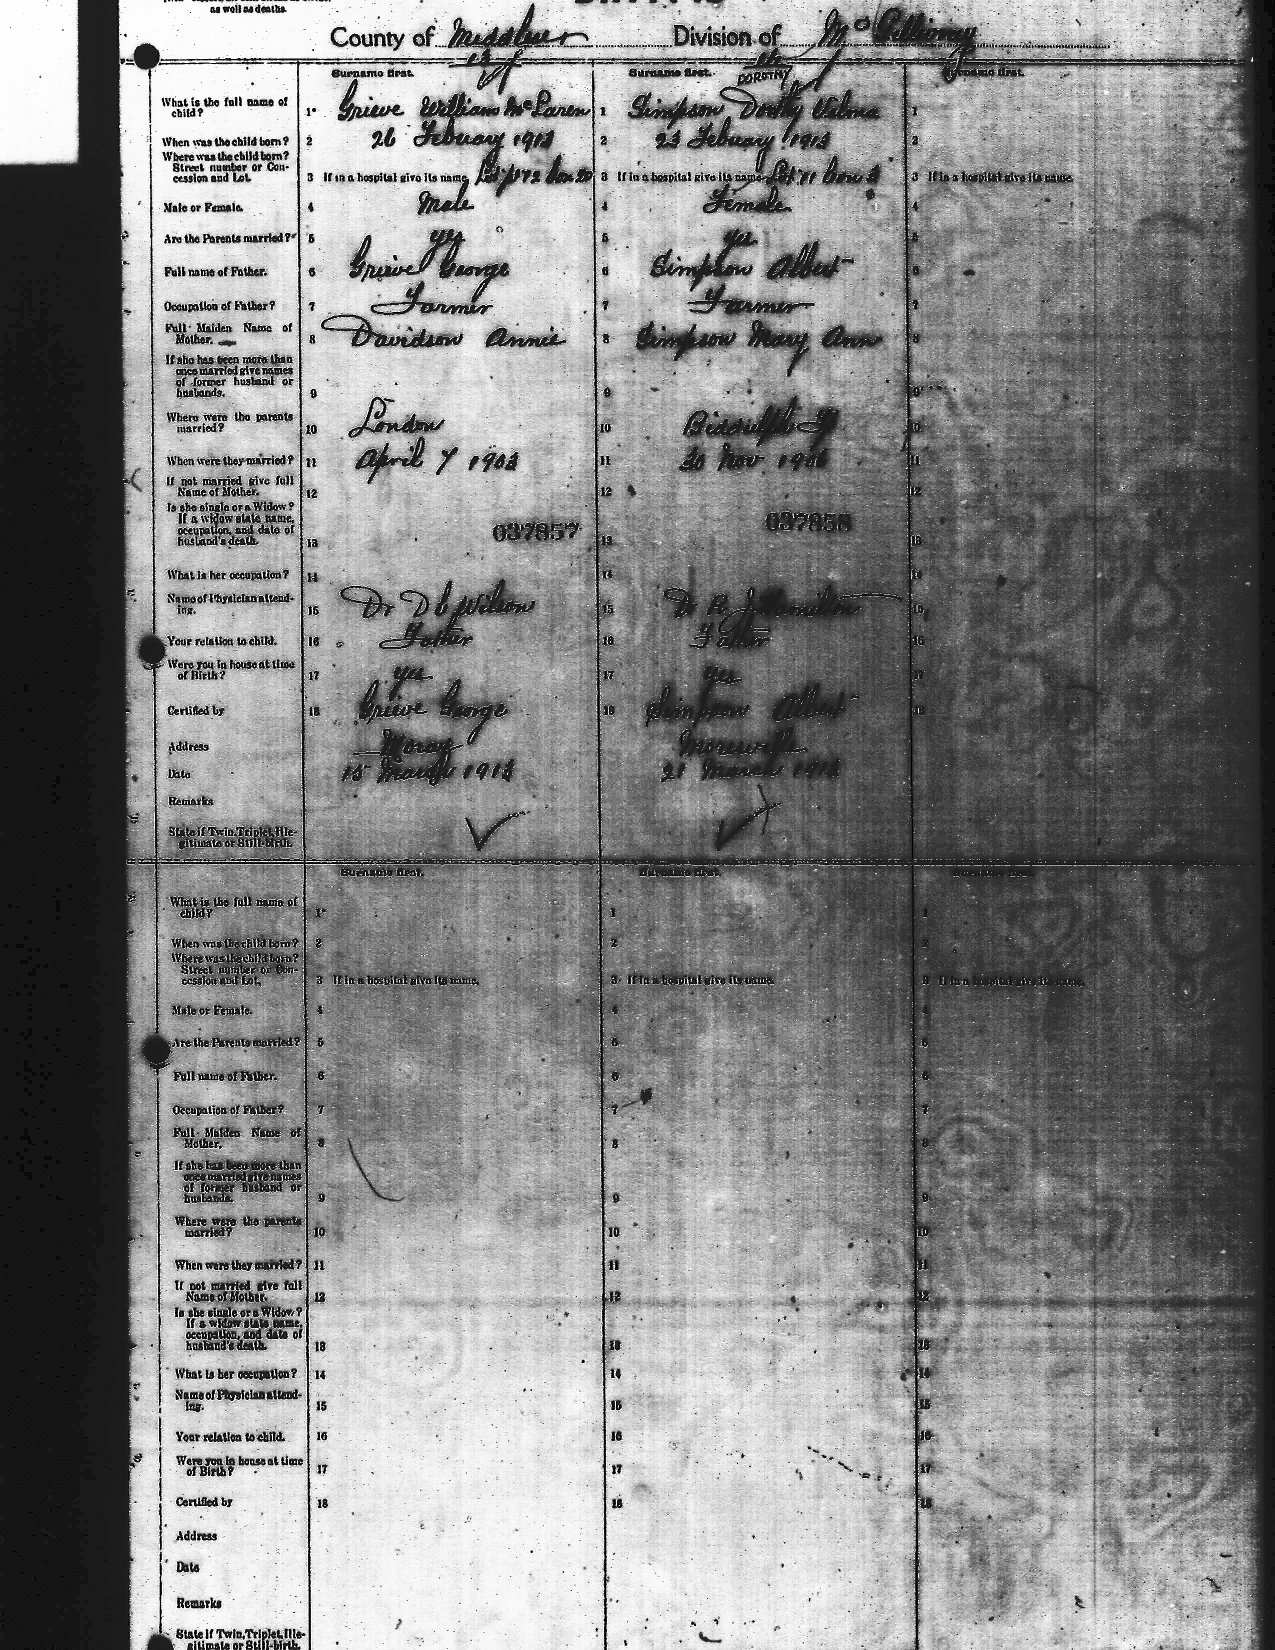 as well as deaths.
County of Middlesex Division of McGillivray
Surname first. Surname first. Surname first.
DOROTHY
What is the full name of
child? 1 Grieve William McLaren 1 Simpson Dorothy Velma 1
When was the child born? 2 26 Febuary 1913 2 23 Febuary 1913 2
Where was the child born?
Street number or Con-
cession and Lot. 3 If in a hospital give its name. 3 If in a hospital give its name. Lot 11 Con 3 If in a hospital give its name.
Male or Female. 4 Male 4 Female
Are the Parents married? 5 yes 5 yes 5
Full name of Father. 6 Grieve George 6 Simpson Albert
Occupation of Father? 7 Farmer 7 Farmer 7
Full Maiden Name of
Mother. 8 Davidson Annie 8 Simpson Mary Ann 8
If she has been more than
once married give names
of former husband or
husbands. 9 9 9
Where were the parents
married? 10 London 10 Biddulph Tp 10
When were they married? 11 April 7 1903 11 Nov 1906 11
If not married give full
Name of Mother. 12 12 12
Is she single or a Widow?
If a widow state name,
occupation, and date of
husband's death. 13 037857 13 037858 13
What is her occupation? 14 14 14
Name of Physician attend-
ing. 15 Dr D C Wilson 15 Dr R J Hamilton 15
Your relation to child. 16 Father 16 Father 16
Were you in house at time
of Birth? 17 yes 17 yes 17
Certified by 18 Grieve George 18 Simpson Albert 18
Address Moray Mooresville
Date 15 March 1913 21 March 1913
Remarks
State if Twin, Triplet, Ille-
gitimate or Still-birth.
Surname first. Surname first. Surname first.
What is the full name of
child? 1 1 1
When was the child born? 2 2 2
Where was the child born?
Street number or Con-
cession and Lot. 3 If in a hospital give its name. 3 If in a hospital give its name. 3 If in a hospital give its name.
Male or Female. 4 4 4
Are the Parents married? 5 5 5
Full name of Father. 6 6 6
Occupation of Father? 7 7 7
Full Maiden Name of
Mother. 8 8 8
If she has been more than
once married give names
of former husband or
husbands. 9 9 9
Where were the parents
married? 10 10 10
When were they married? 11 11 11
If not married give full
Name of Mother. 12 12 12
Is she single or a Widow?
If a widow state name,
occupation, and date of
husband's death. 13 13 13
What is her occupation? 14 14 14
Name of Physician attend-
ing. 15 15 15
Your relation to child. 16 16 16
Were you in house at time
of Birth? 17 17 17
Certified by 18 18 18
Address
Date
Remarks
State if Twin, Triplet, Ille-
gitimate or Still-birth.